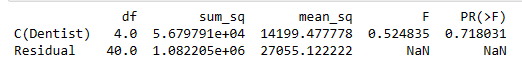 df sum_sq mean_sq F PR(>F)
C(Dentist) 4.0 5.679791e+04 14199.477778 0.524835 0.718031
Residual 40.0 1.082205e+06 27055.122222 NaN NaN